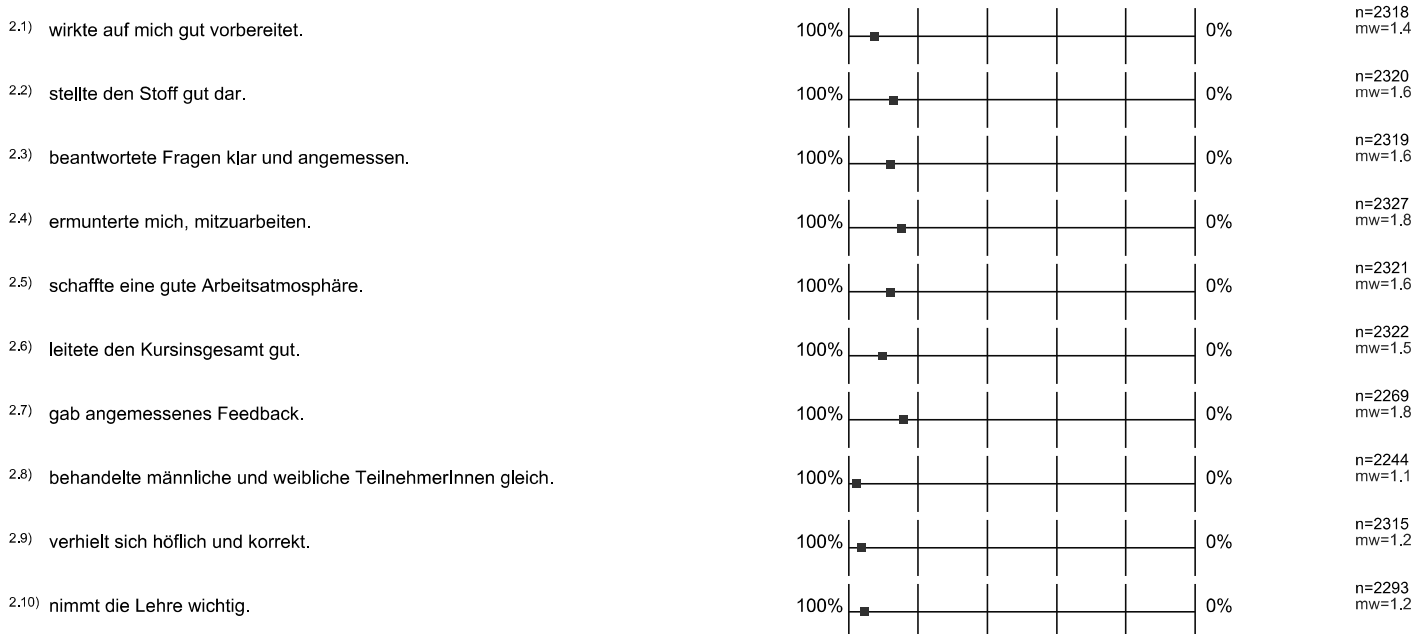 2.1) wirkte auf mich gut vorbereitet. 100% 0% n=2318
mw=1.4
2.2) stellte den Stoff gut dar. 100% 0% n=2320
mw=1.6
2.3) beantwortete Fragen klar und angemessen. 100% 0% n=2319
mw=1.6
2.4) ermunterte mich, mitzuarbeiten. 100% 0% n=2327
mw=1.8
2.5) schaffte eine gute Arbeitsatmosphäre. 100% 0% n=2321
mw=1.6
2.6) leitete den Kursinsgesamt gut. 100% 0% n=2322
mw=1.5
2.7) gab angemessenes Feedback. 100% 0% n=2269
mw=1.8
2.8) behandelte männliche und weibliche TeilnehmerInnen gleich. 100% 0% n=2244
mw=1.1
2.9) verhielt sich höflich und korrekt. 100% 0% n=2315
mw=1.2
2.10) nimmt die Lehre wichtig. 100% 0% n=2293
mw=1.2